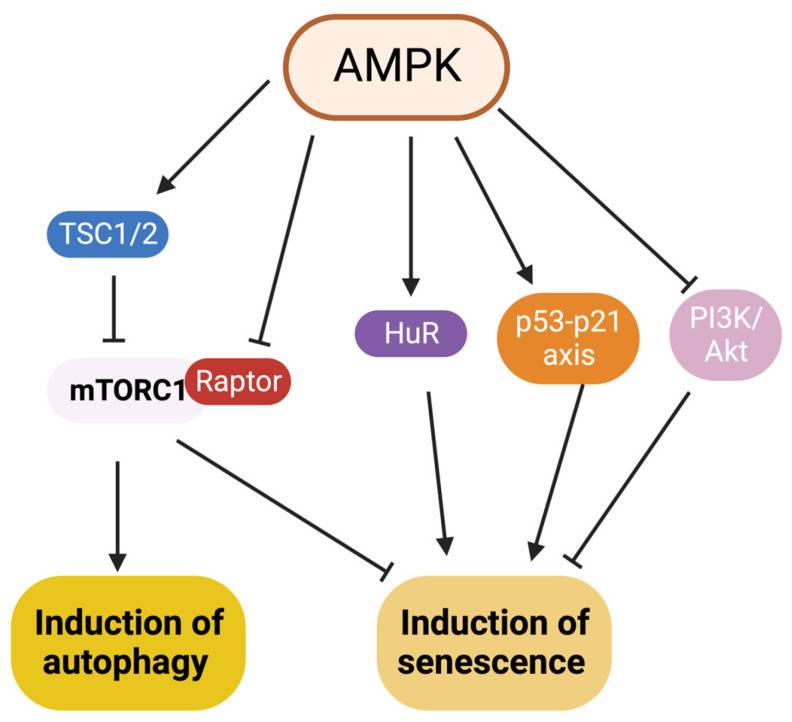 AMPK
TSC1/2
mTORC1
Raptor
HuR
p53-p21
axis
PI3K/
Akt
Induction of
autophagy
Induction of
senescence